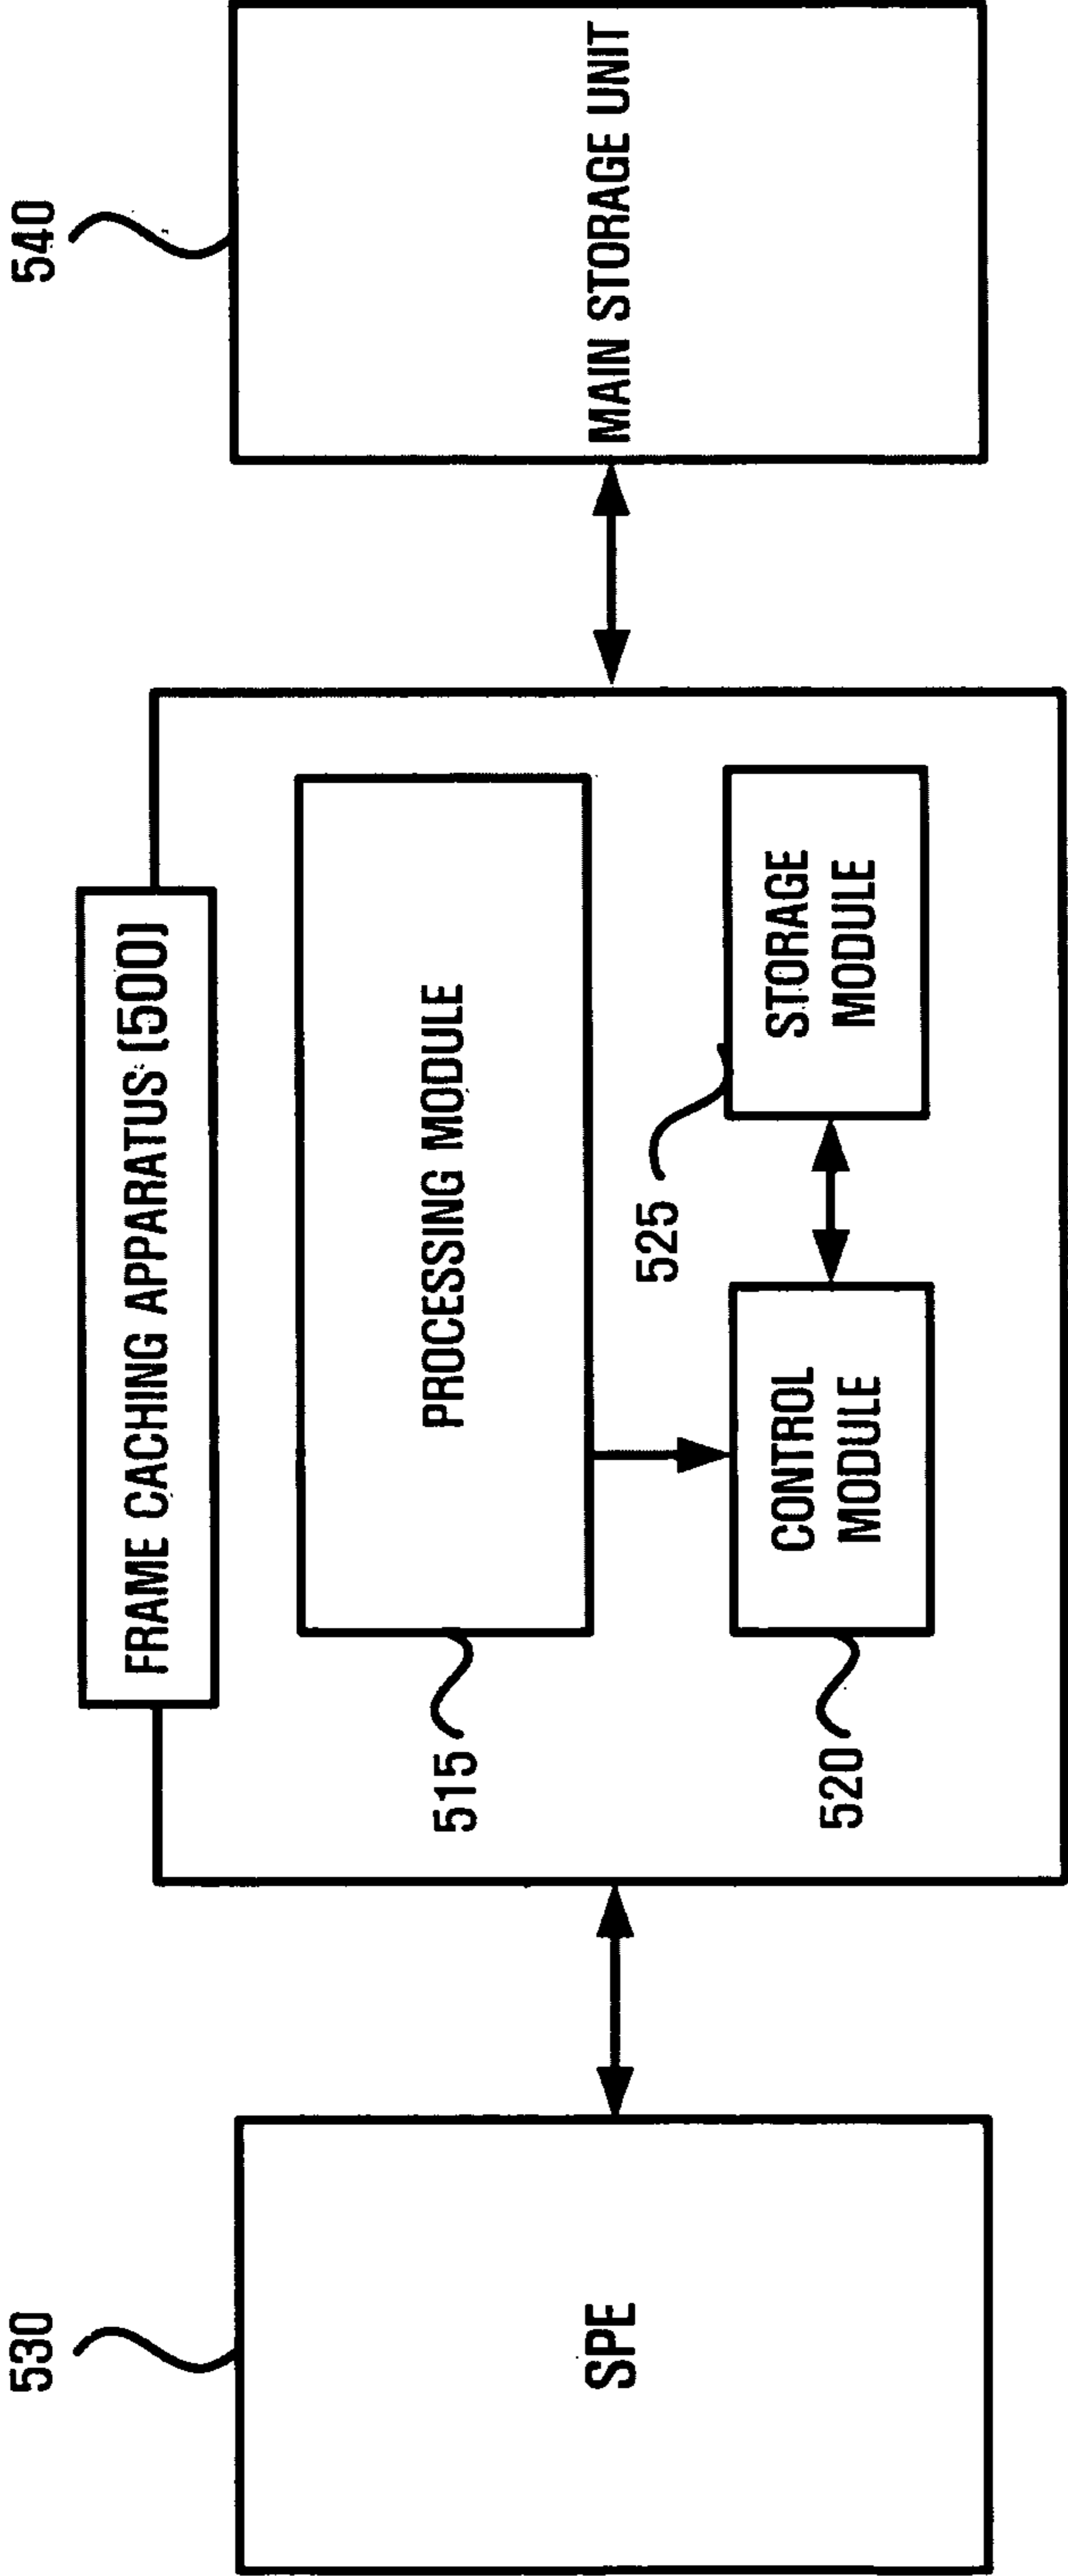 530
SPE
FRAME CACHING APPARATUS (500)
515
PROCESSING MODULE
520
CONTROL
MODULE
525
STORAGE
MODULE
540
MAIN STORAGE UNIT